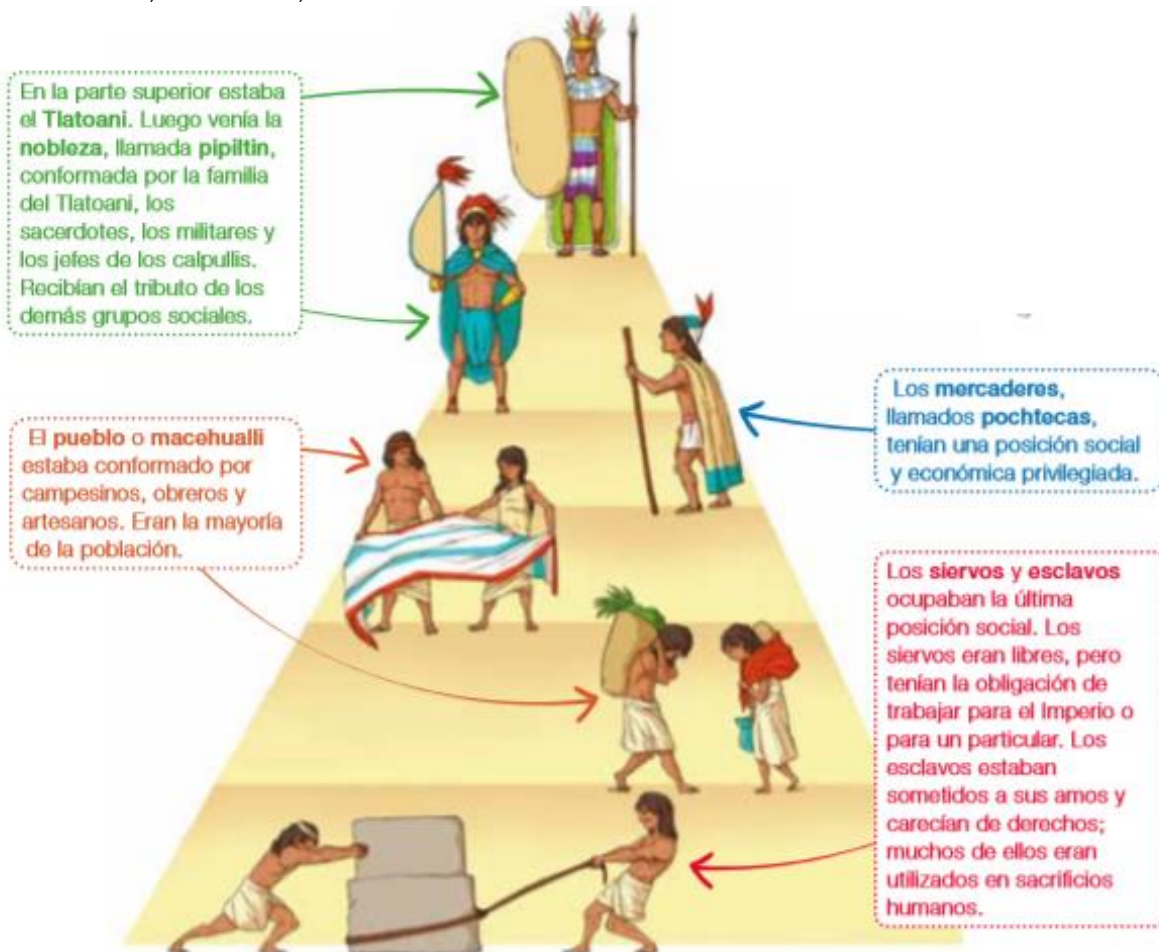 En la parte superior estaba
el Tlatoani. Luego venía la
nobleza, llamada pipiltin,
conformada por la familia
del Tlatoani, los
sacerdotes, los militares y
los jefes de los calpullis.
Recibían el tributo de los
demás grupos sociales.
Los mercaderes,
llamados pochtecas,
tenían una posición social
y económica privilegiada.
El pueblo o macehualli
estaba conformado por
campesinos, obreros y
artesanos. Eran la mayoría
de la población.
Los siervos y esclavos
ocupaban la última
posición social. Los
siervos eran libres, pero
tenían la obligación de
trabajar para el Imperio o
para un particular. Los
esclavos estaban
sometidos a sus amos y
carecían de derechos;
muchos de ellos eran
utilizados en sacrificios
humanos.